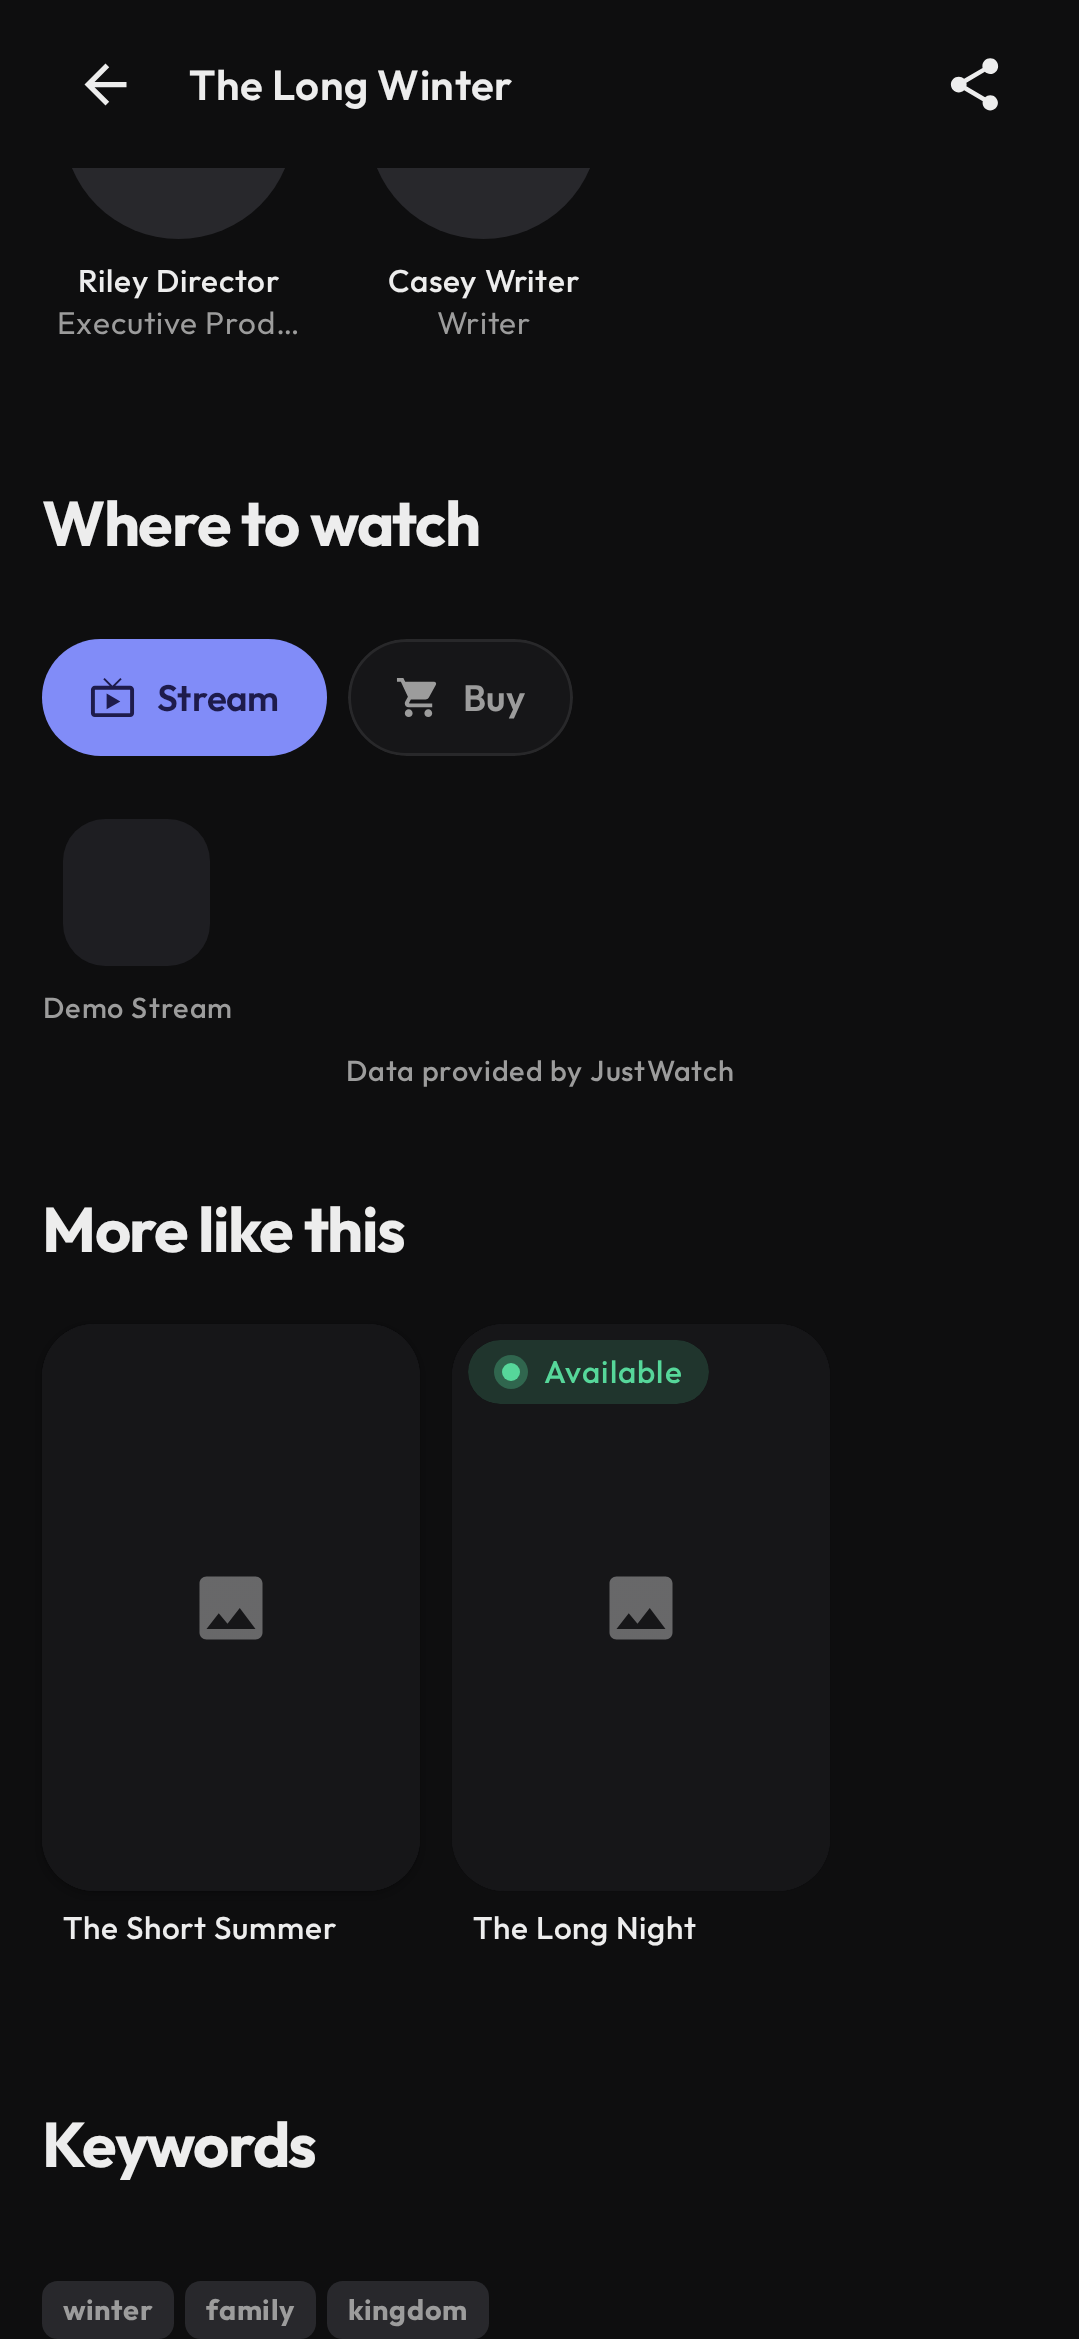 The Long Winter
Riley Director
Executive Prod...
Casey Writer
Writer
Where to watch
Stream
Buy
Demo Stream
Data provided by JustWatch
More like this
Available
The Short Summer
The Long Night
Keywords
winter
family
kingdom